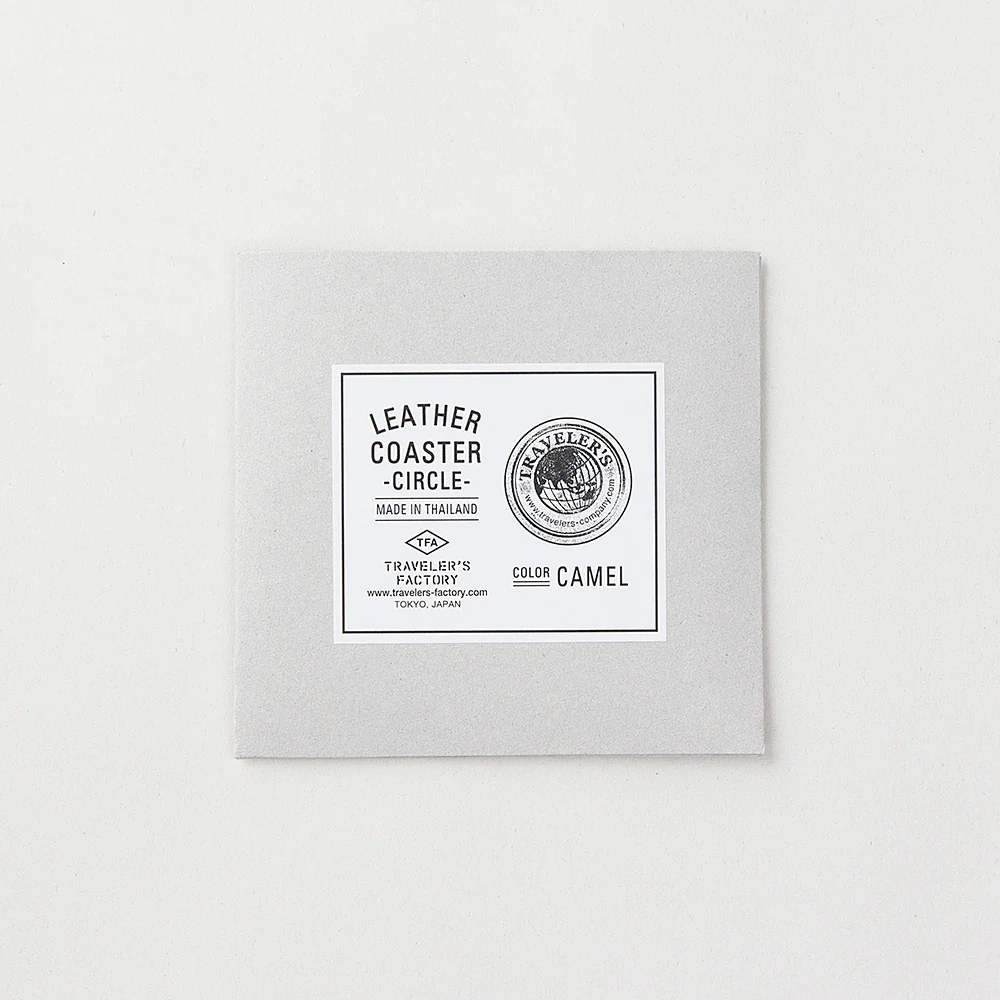 LEATHER
COASTER
-CIRCLE-
MADE IN THAILAND
TFA
TRAVELER'S
FACTORY
www.travelers-factory.com
TOKYO, JAPAN
TRAVELER'S
www.travelers-company.com
COLOR CAMEL